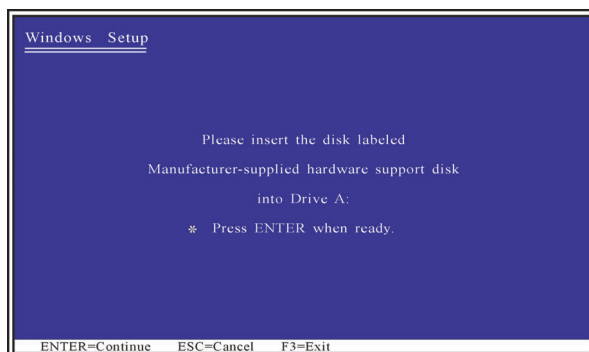 Windows Setup
Please insert the disk labeled
Manufacturer-supplied hardware support disk
into Drive A:
* Press ENTER when ready.
ENTER=Continue ESC=Cancel F3=Exit